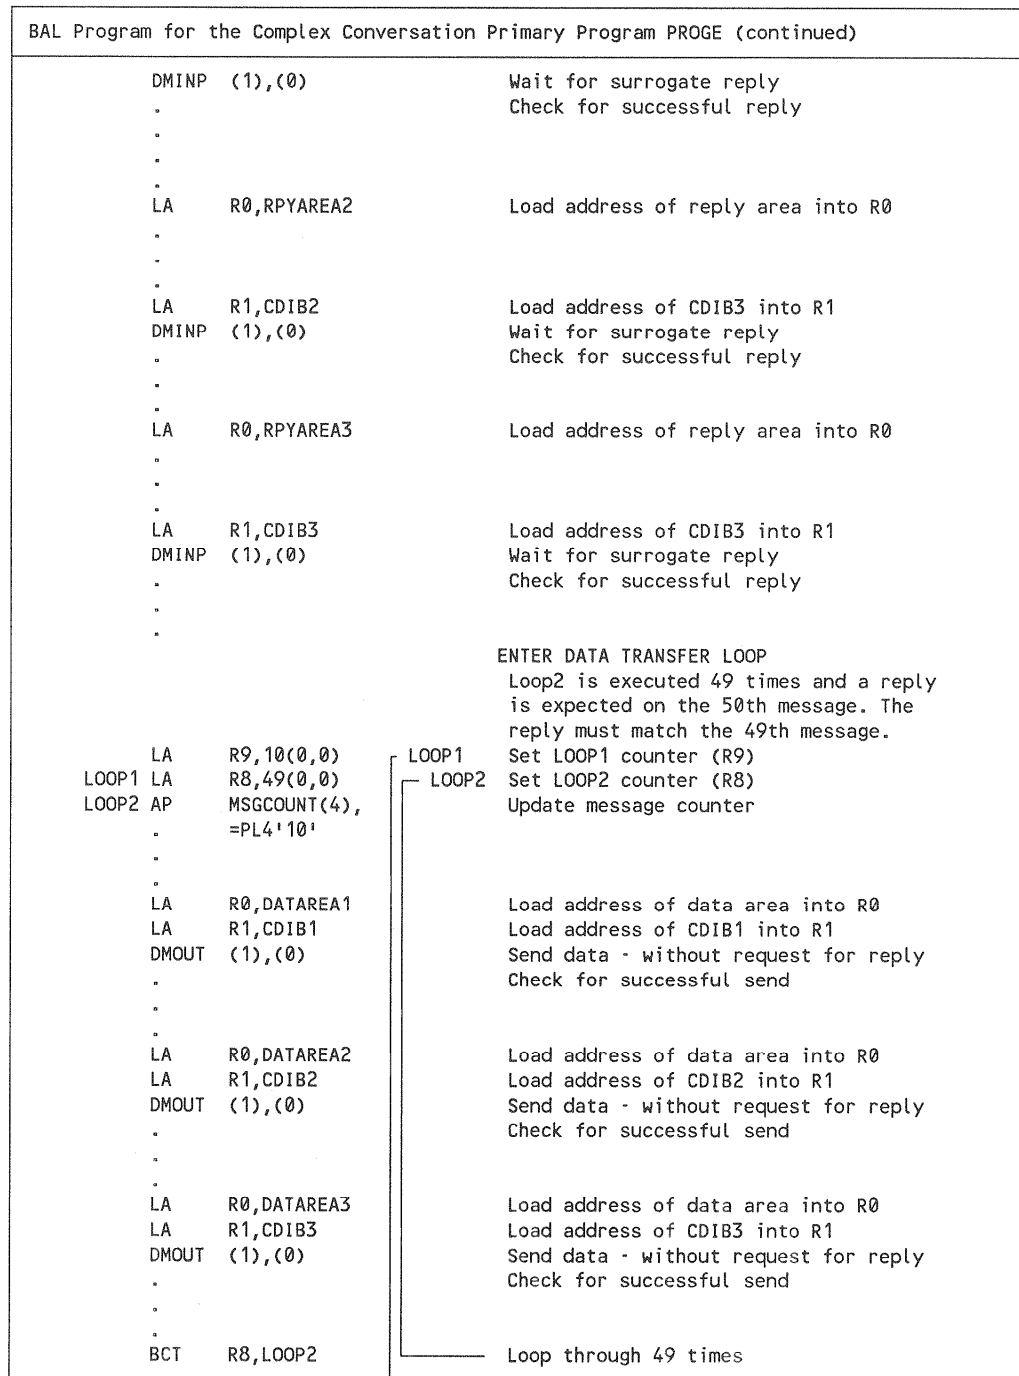 BAL Program for the Complex Conversation Primary Program PROGE (continued)
DMINP (1),(0) Wait for surrogate reply
. Check for successful reply
.
.
.
LA R0,RPYAREA2 Load address of reply area into R0
.
.
.
LA R1,CDIB2 Load address of CDIB3 into R1
DMINP (1),(0) Wait for surrogate reply
. Check for successful reply
.
.
LA R0,RPYAREA3 Load address of reply area into R0
.
.
.
LA R1,CDIB3 Load address of CDIB3 into R1
DMINP (1),(0) Wait for surrogate reply
. Check for successful reply
.
.
ENTER DATA TRANSFER LOOP
Loop2 is executed 49 times and a reply
is expected on the 50th message. The
reply must match the 49th message.
LA R9,10(0,0) LOOP1 Set LOOP1 counter (R9)
LOOP1 LA R8,49(0,0) LOOP2 Set LOOP2 counter (R8)
LOOP2 AP MSGCOUNT(4), Update message counter
. =PL4'10'
.
.
LA R0,DATAREA1 Load address of data area into R0
LA R1,CDIB1 Load address of CDIB1 into R1
DMOUT (1),(0) Send data - without request for reply
. Check for successful send
.
.
LA R0,DATAREA2 Load address of data area into R0
LA R1,CDIB2 Load address of CDIB2 into R1
DMOUT (1),(0) Send data - without request for reply
. Check for successful send
.
.
LA R0,DATAREA3 Load address of data area into R0
LA R1,CDIB3 Load address of CDIB3 into R1
DMOUT (1),(0) Send data - without request for reply
. Check for successful send
.
.
BCT R8,LOOP2 Loop through 49 times